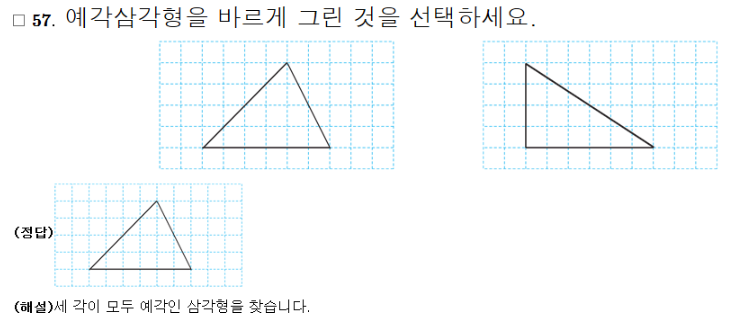 □ 57. 예각삼각형을 바르게 그린 것을 선택하세요.
(정답)
(해설)세 각이 모두 예각인 삼각형을 찾습니다.